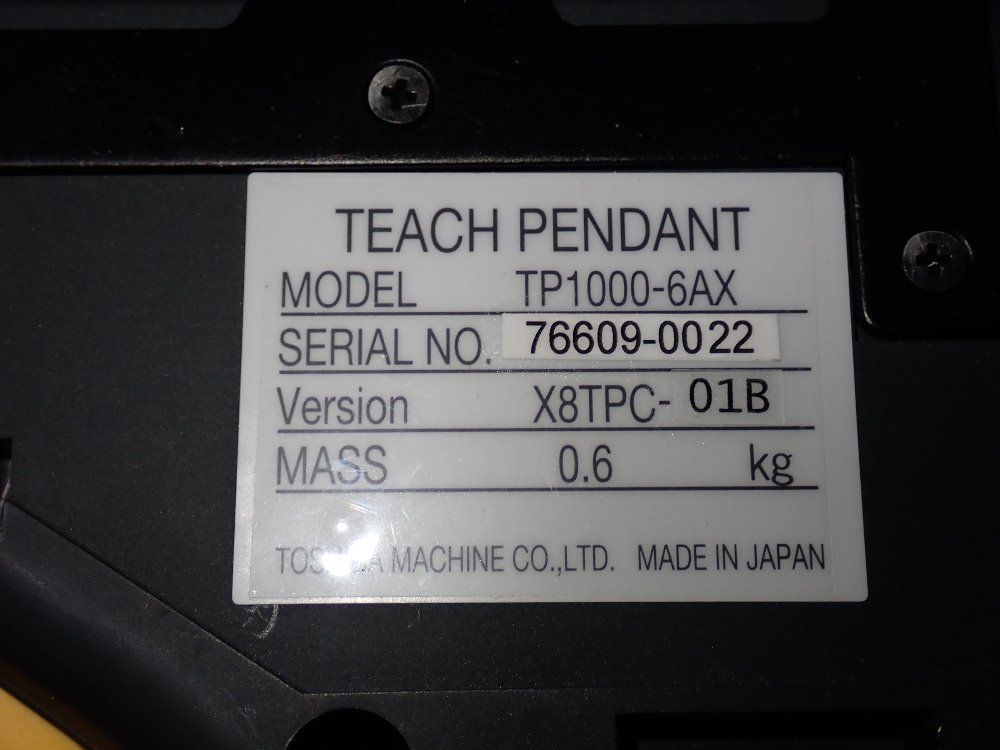 TEACH PENDANT
MODEL TP1000-6AX
SERIAL NO. 76609-0022
Version X8TPC-01B
MASS 0.6 kg
MACHINE CO.,LTD. MADE IN JAPAN